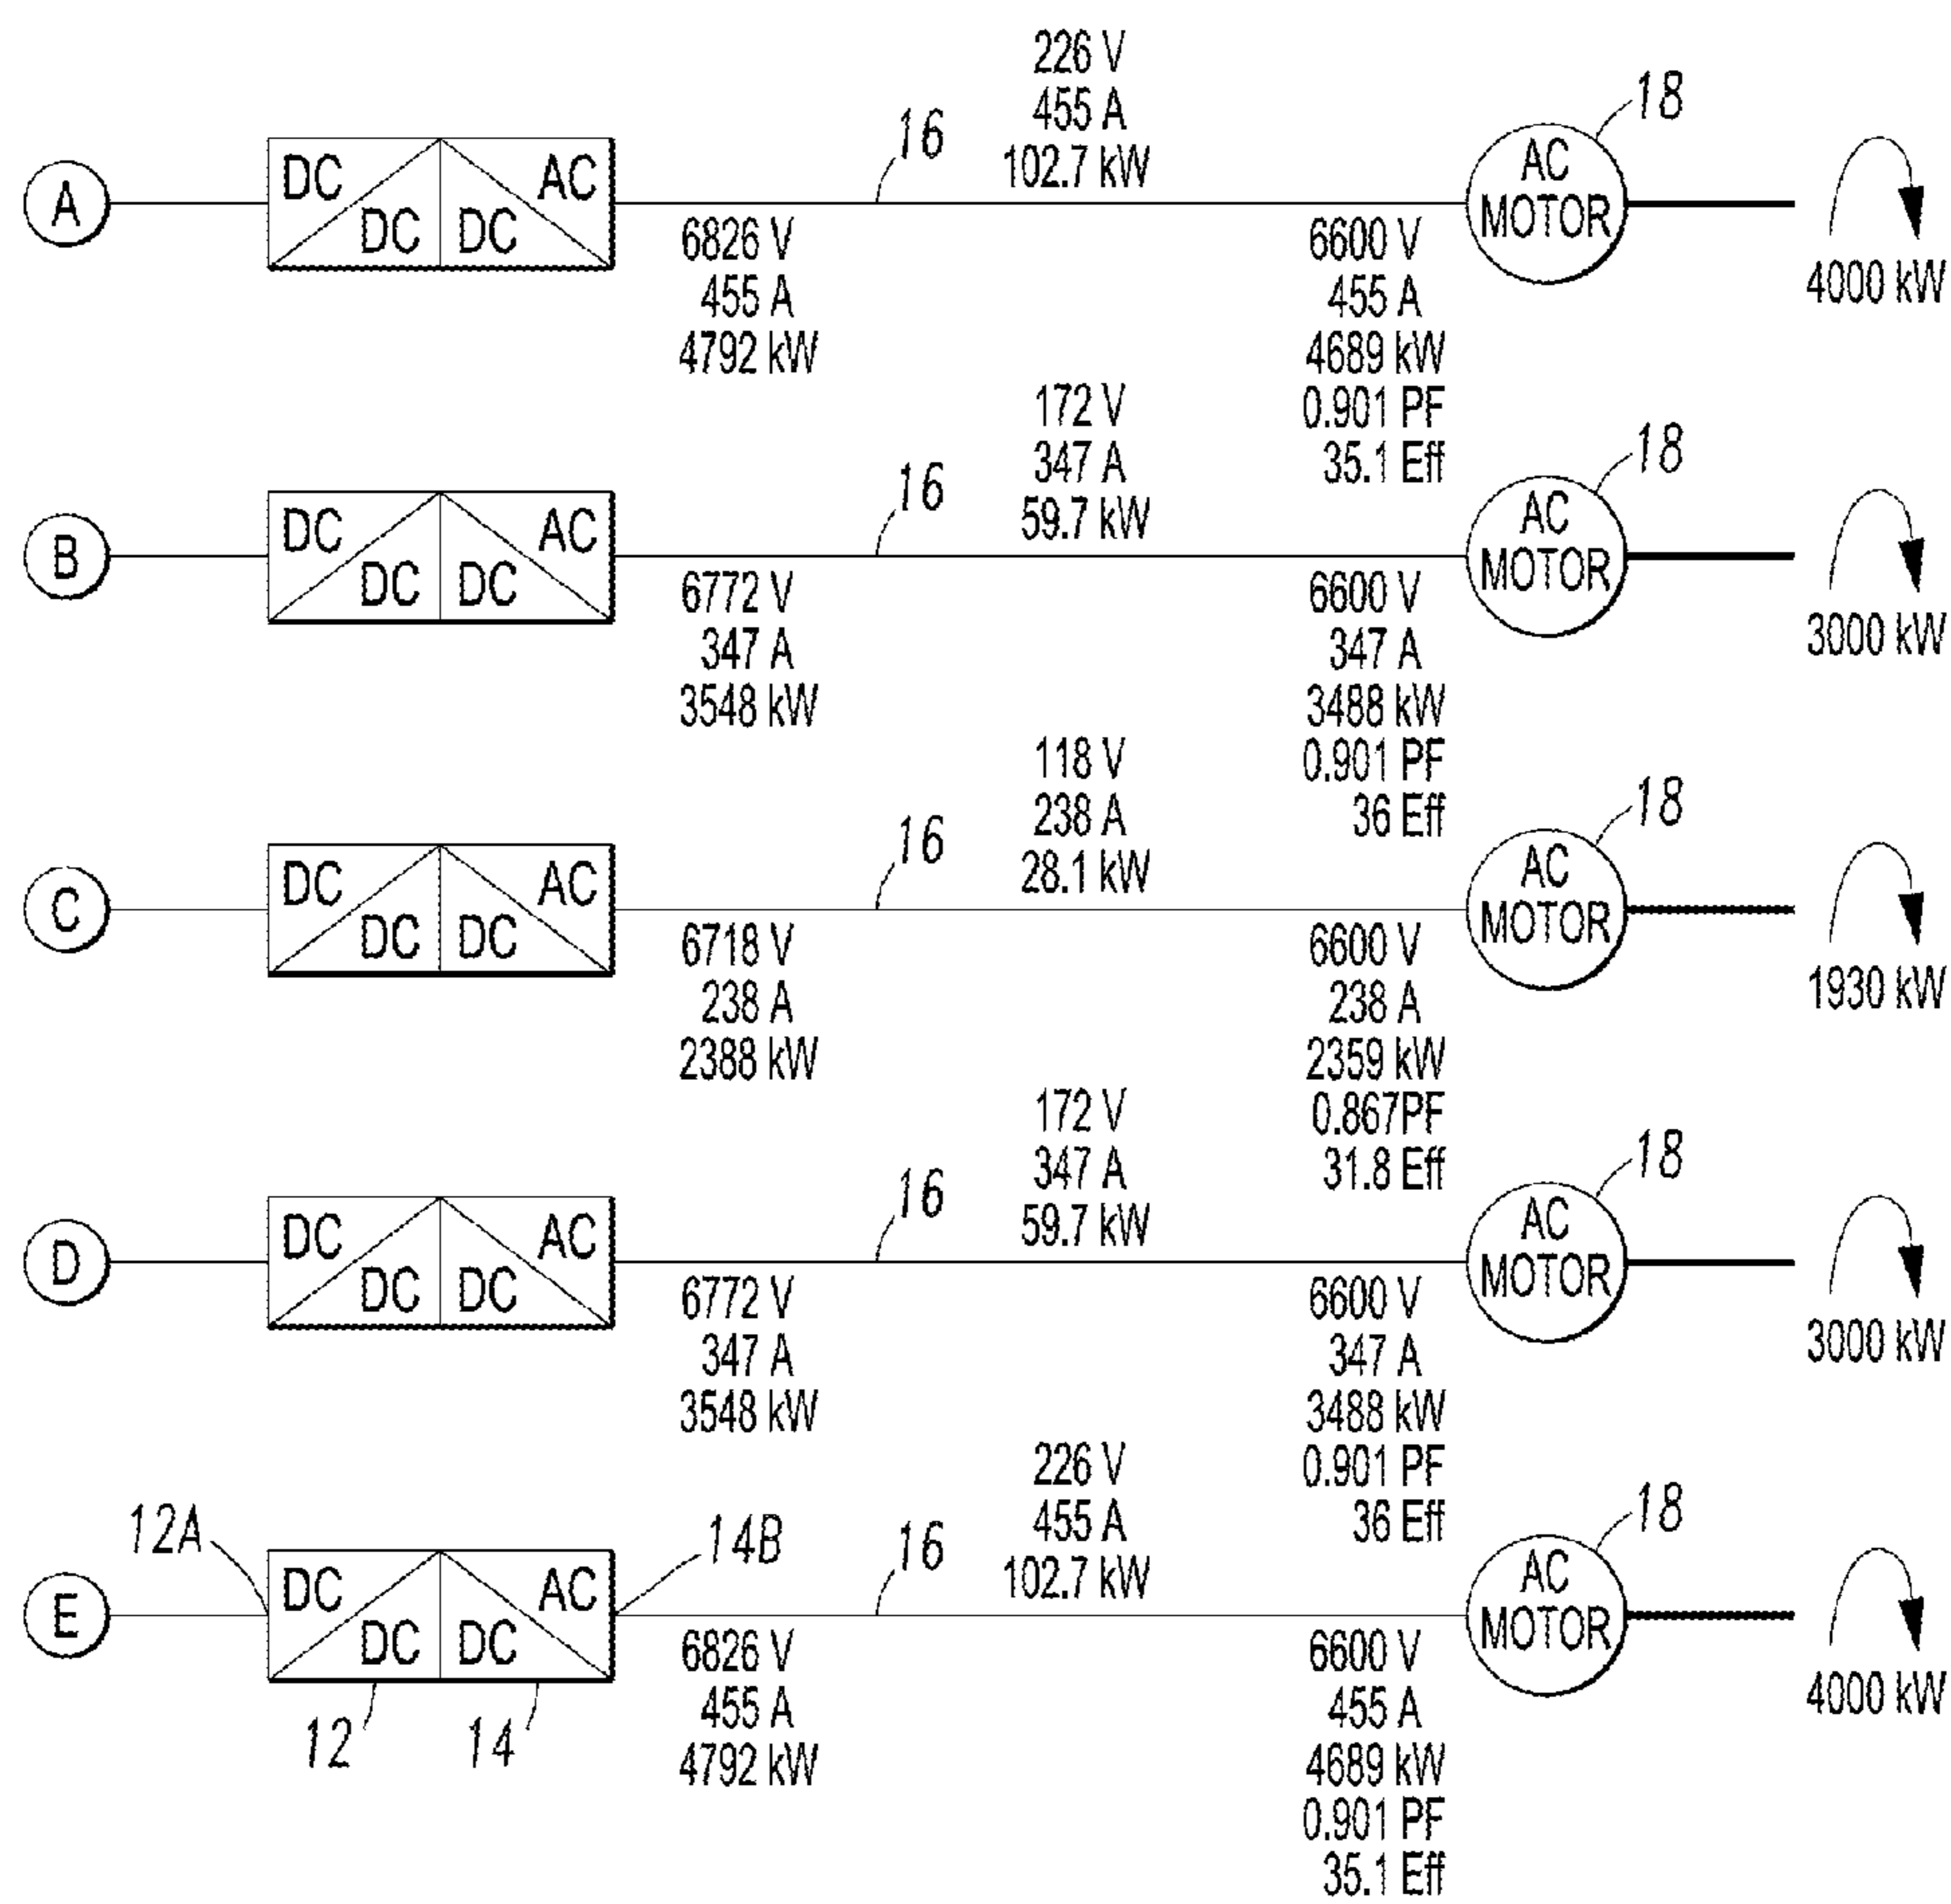 226 V
455 A
102.7 kW
16
18
A
DC
DC
DC
AC
AC
MOTOR
6826 V
455 A
4792 kW
6600 V
455 A
4689 kW
0.901 PF
35.1 Eff
4000 kW
172 V
347 A
59.7 kW
16
18
B
DC
DC
DC
AC
AC
MOTOR
6772 V
347 A
3548 kW
6600 V
347 A
3488 kW
0.901 PF
36 Eff
3000 kW
118 V
238 A
28.1 kW
16
18
C
DC
DC
DC
AC
AC
MOTOR
6718 V
238 A
2388 kW
6600 V
238 A
2359 kW
0.867PF
31.8 Eff
1930 kW
172 V
347 A
59.7 kW
16
18
D
DC
DC
DC
AC
AC
MOTOR
6772 V
347 A
3548 kW
6600 V
347 A
3488 kW
0.901 PF
36 Eff
3000 kW
226 V
455 A
102.7 kW
12A
14B
16
18
E
DC
DC
DC
AC
AC
MOTOR
12
14
6826 V
455 A
4792 kW
6600 V
455 A
4689 kW
0.901 PF
35.1 Eff
4000 kW